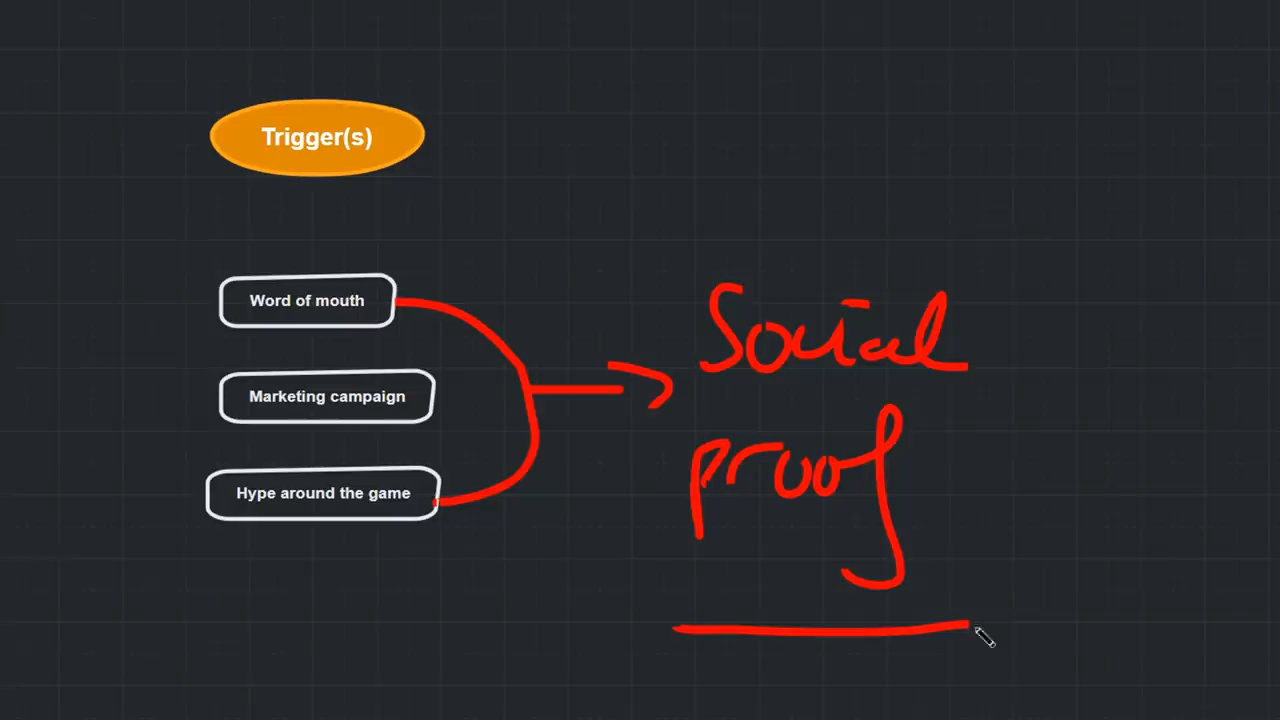 Trigger(s)
Word of mouth
Marketing campaign
Hype around the game
Social
proof